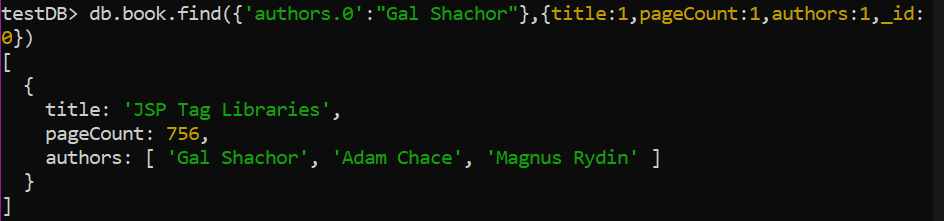 testDB> db.book.find({'authors.0':"Gal Shachor"},{title:1,pageCount:1,authors:1,_id:
0})
[
  {
    title: 'JSP Tag Libraries',
    pageCount: 756,
    authors: [ 'Gal Shachor', 'Adam Chace', 'Magnus Rydin' ]
  }
]